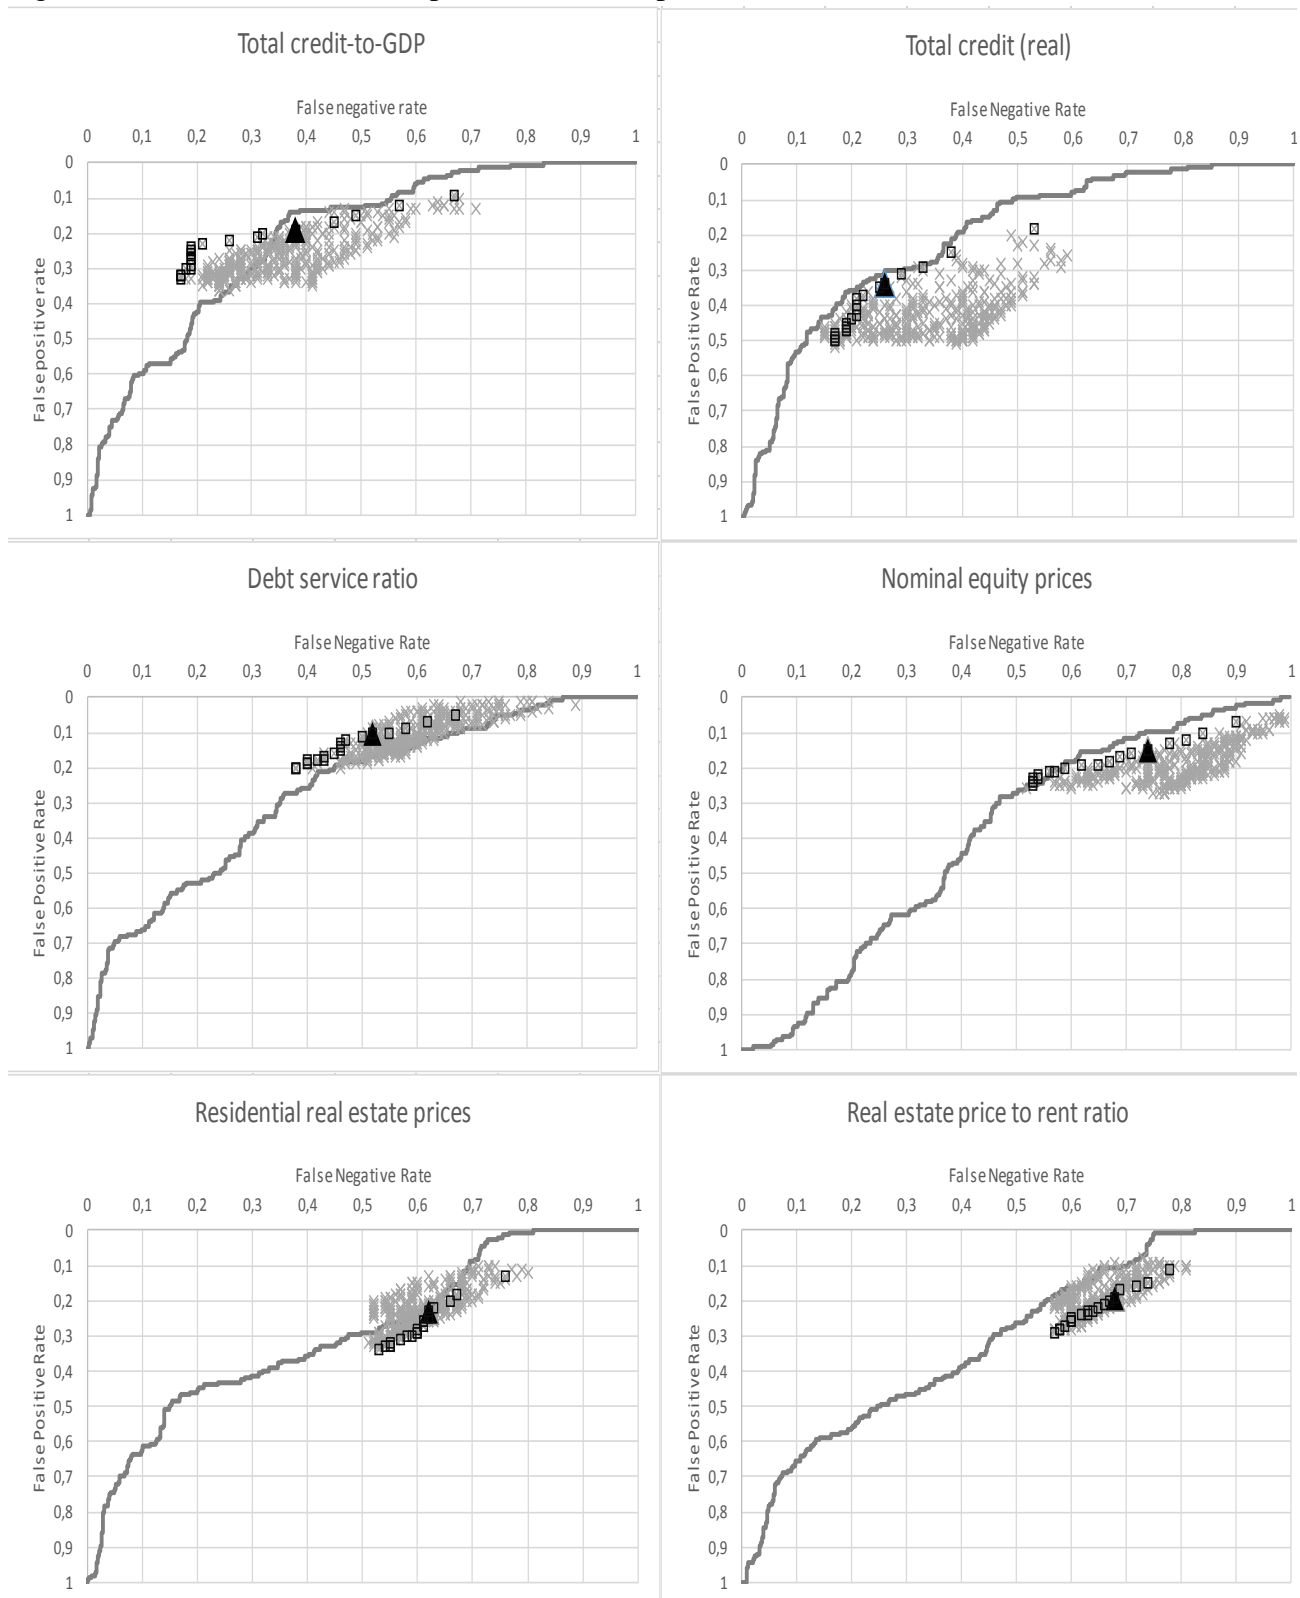 Total credit-to-GDP
False negative rate
0 0,1 0,2 0,3 0,4 0,5 0,6 0,7 0,8 0,9 1
0
0,1
0,2
0,3
0,4
0,5
0,6
0,7
0,8
0,9
1
False positive rate
Total credit (real)
False Negative Rate
0 0,1 0,2 0,3 0,4 0,5 0,6 0,7 0,8 0,9 1
0
0,1
0,2
0,3
0,4
0,5
0,6
0,7
0,8
0,9
1
False Positive Rate
Debt service ratio
False Negative Rate
0 0,1 0,2 0,3 0,4 0,5 0,6 0,7 0,8 0,9 1
0
0,1
0,2
0,3
0,4
0,5
0,6
0,7
0,8
0,9
1
False Positive Rate
Nominal equity prices
False Negative Rate
0 0,1 0,2 0,3 0,4 0,5 0,6 0,7 0,8 0,9 1
0
0,1
0,2
0,3
0,4
0,5
0,6
0,7
0,8
0,9
1
False Positive Rate
Residential real estate prices
False Negative Rate
0 0,1 0,2 0,3 0,4 0,5 0,6 0,7 0,8 0,9 1
0
0,1
0,2
0,3
0,4
0,5
0,6
0,7
0,8
0,9
1
False Positive Rate
Real estate price to rent ratio
False Negative Rate
0 0,1 0,2 0,3 0,4 0,5 0,6 0,7 0,8 0,9 1
0
0,1
0,2
0,3
0,4
0,5
0,6
0,7
0,8
0,9
1
False Positive Rate